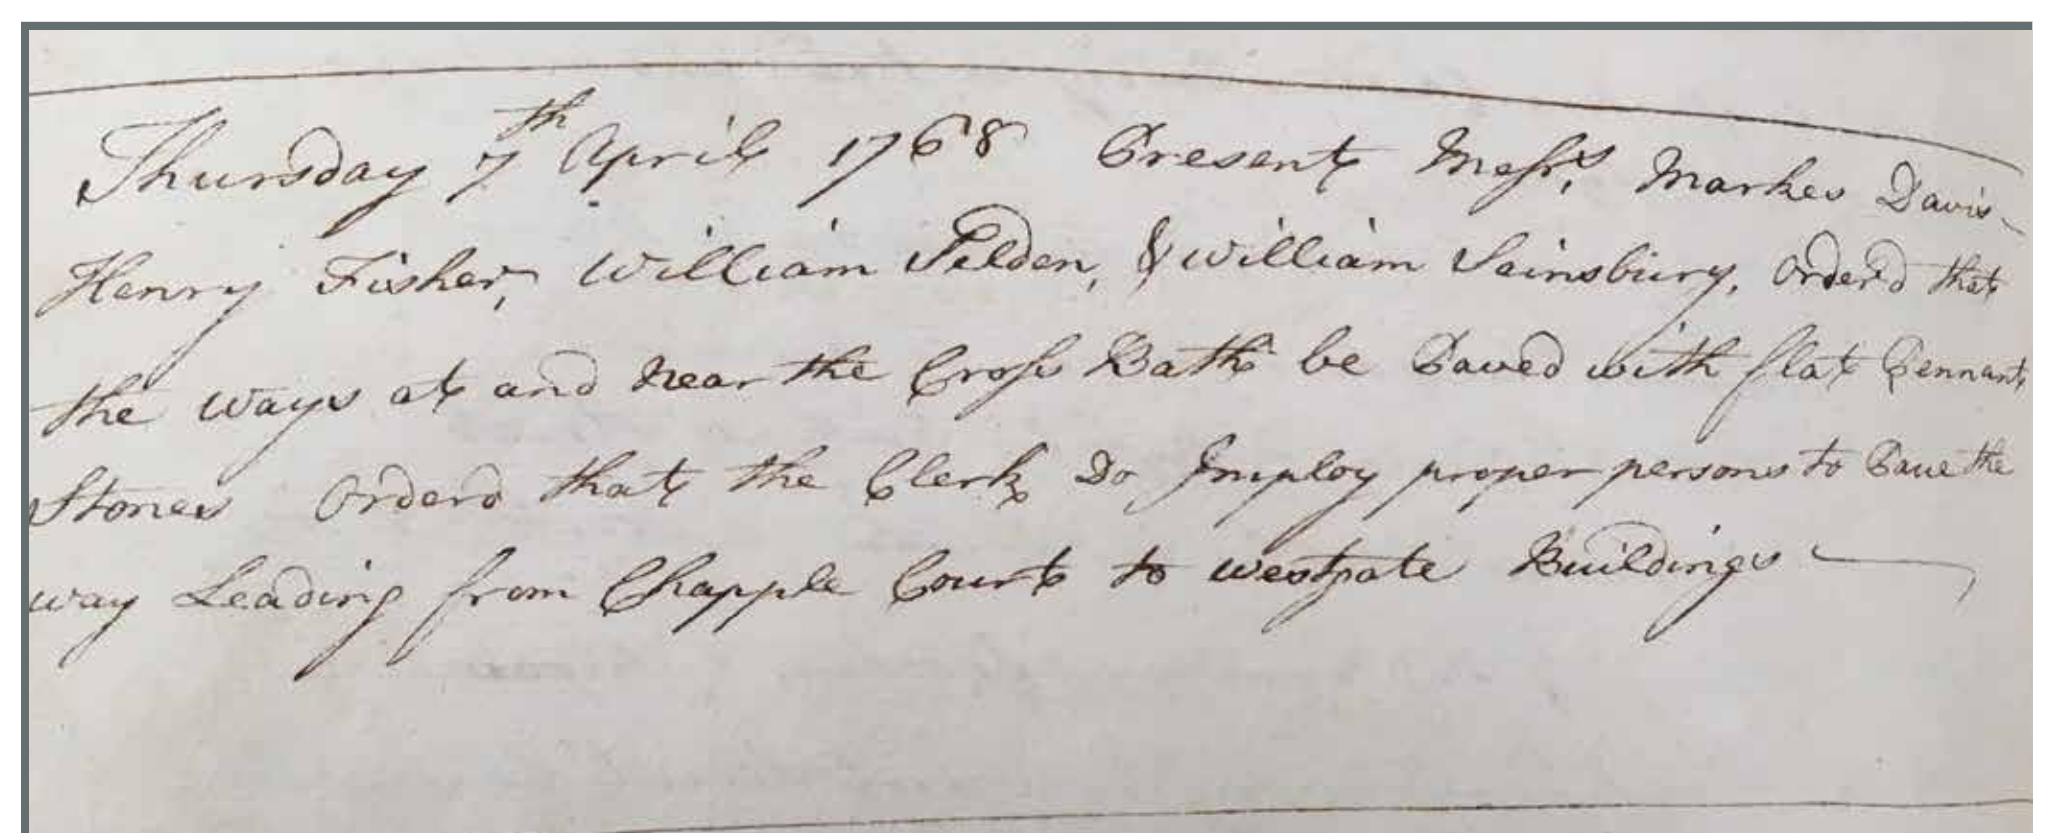 Thursday 7th April 1768 Present Messrs. Markes Davis
Henry Fisher, William Selden, & William Sainsbury, Orderd that
the ways at and near the Cross Bath be Paved with flat Pennant
Stones Orderd that the Clerk Do Imploy proper persons to Pave the
way Leading from Chapple Court to westgate Buildings